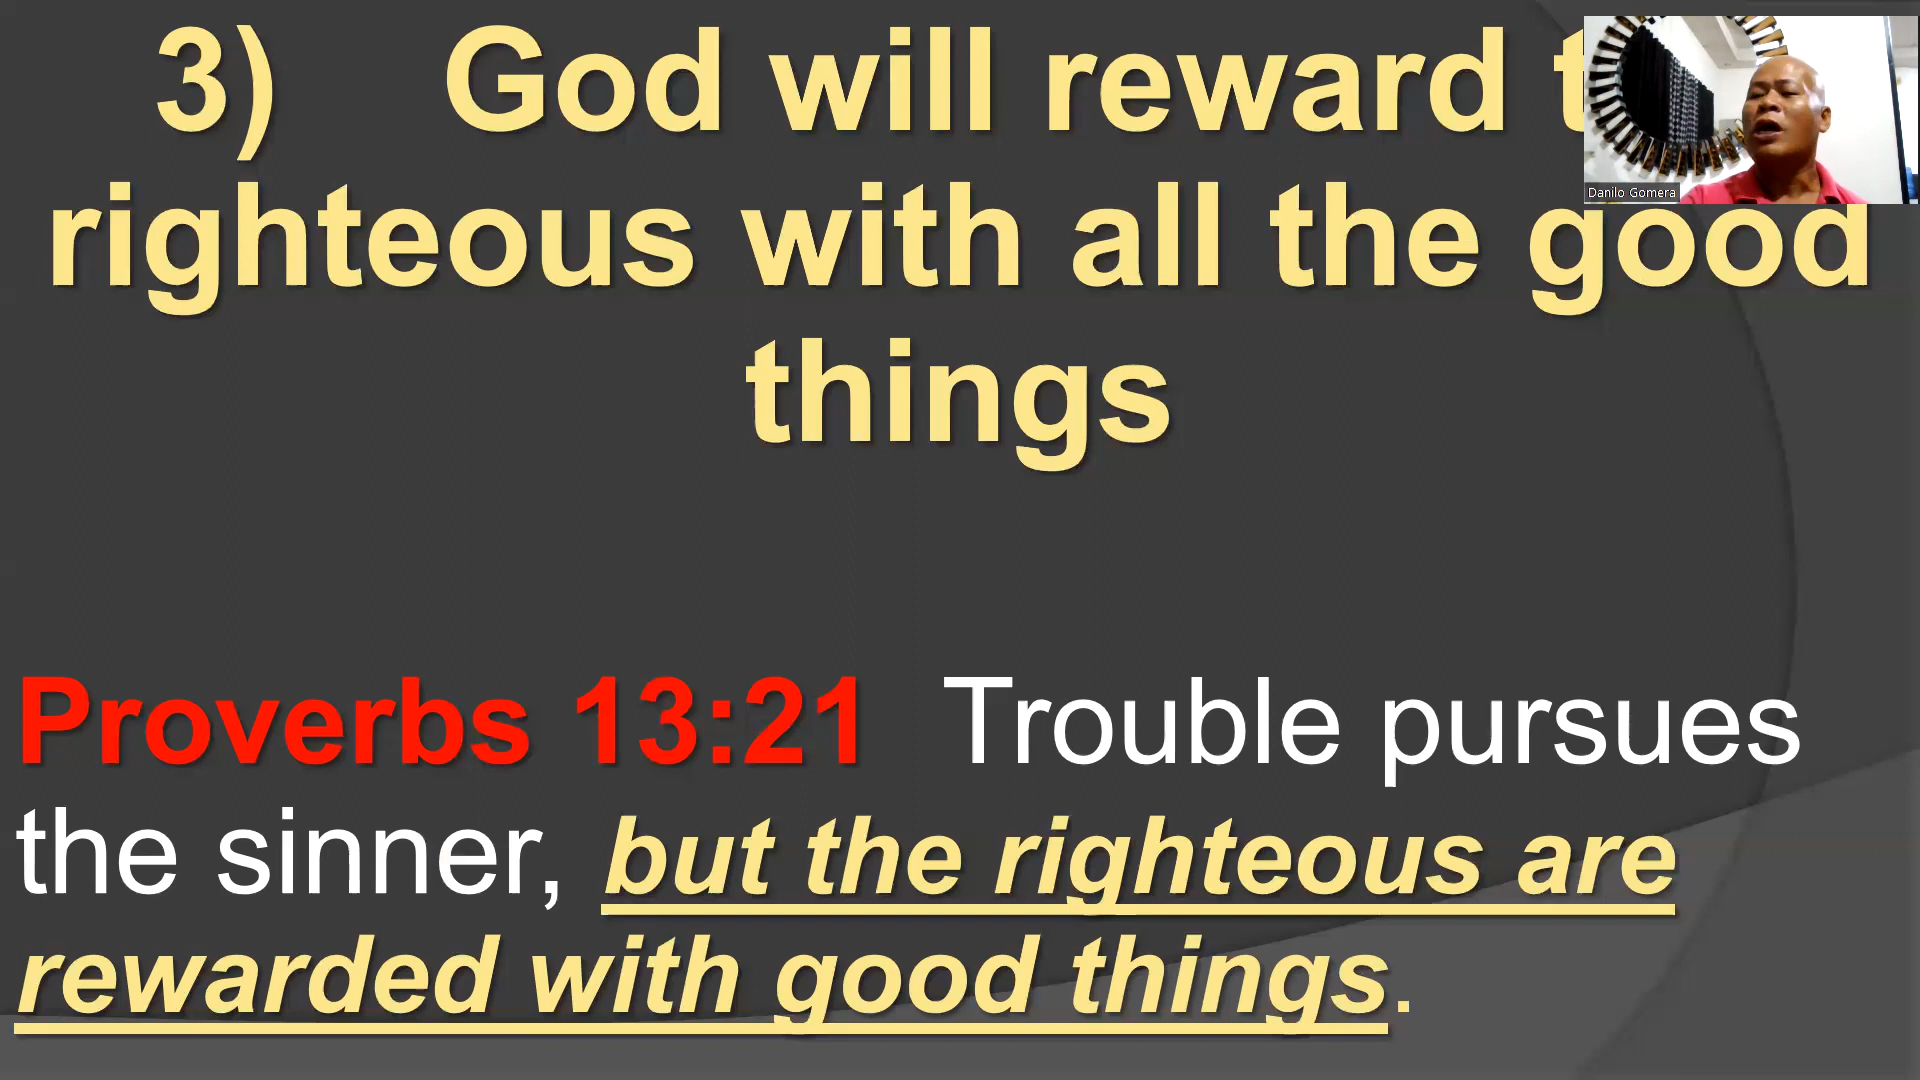 3) God will reward
righteous with all the good
things
Danilo Gomera
Proverbs 13:21 Trouble pursues
the sinner, but the righteous are
rewarded with good things.